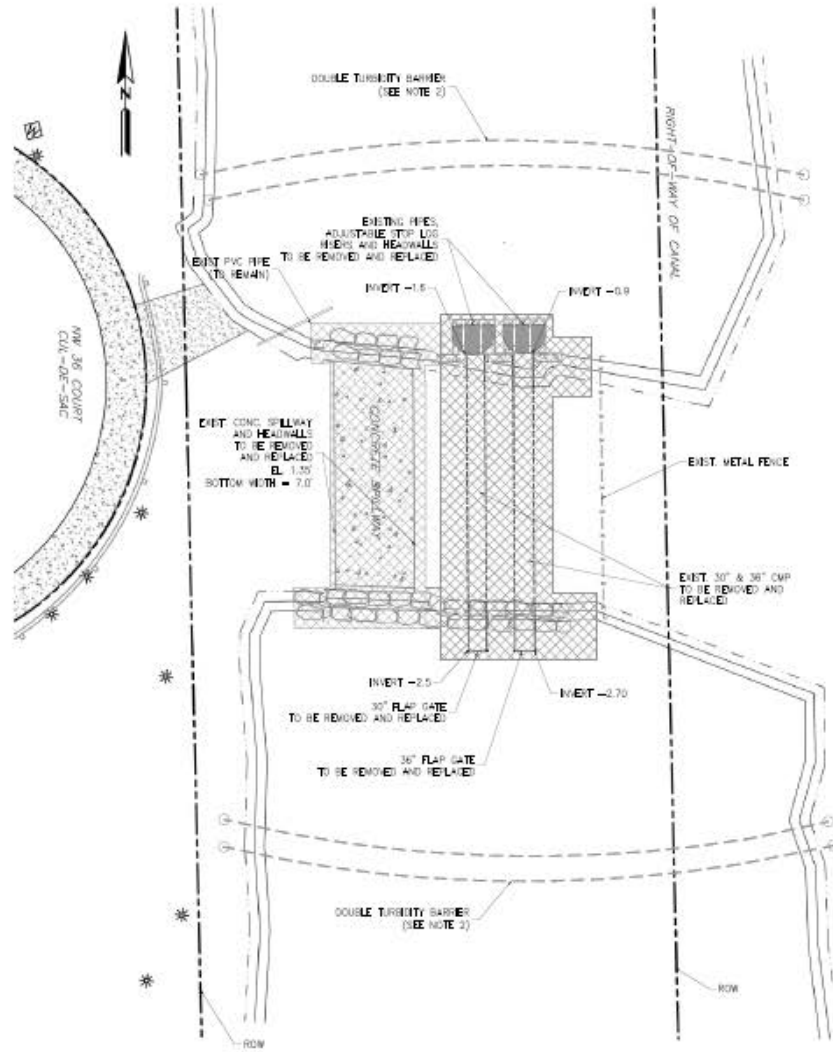 DOUBLE TURBIDITY BARRIER
(SEE NOTE 2)
N
RIGHT-OF-WAY OF CANAL
EXISTING PIPES,
ADJUSTABLE STOP LOG
RISERS AND HEADWALLS
TO BE REMOVED AND REPLACED
EXIST PVC PIPE
(TO REMAIN)
INVERT -1.6
INVERT -0.9
NW 36 COURT
CUL-DE-SAC
EXIST. CONC. SPILLWAY
AND HEADWALLS
TO BE REMOVED
AND REPLACED
EL. 1.35'
BOTTOM WIDTH = 7.0'
CONCRETE SPILLWAY
EXIST. METAL FENCE
EXIST. 30" & 36" CMP
TO BE REMOVED AND
REPLACED
INVERT -2.5
INVERT -2.70
30" FLAP GATE
TO BE REMOVED AND REPLACED
36" FLAP GATE
TO BE REMOVED AND REPLACED
DOUBLE TURBIDITY BARRIER
(SEE NOTE 2)
ROW
ROW